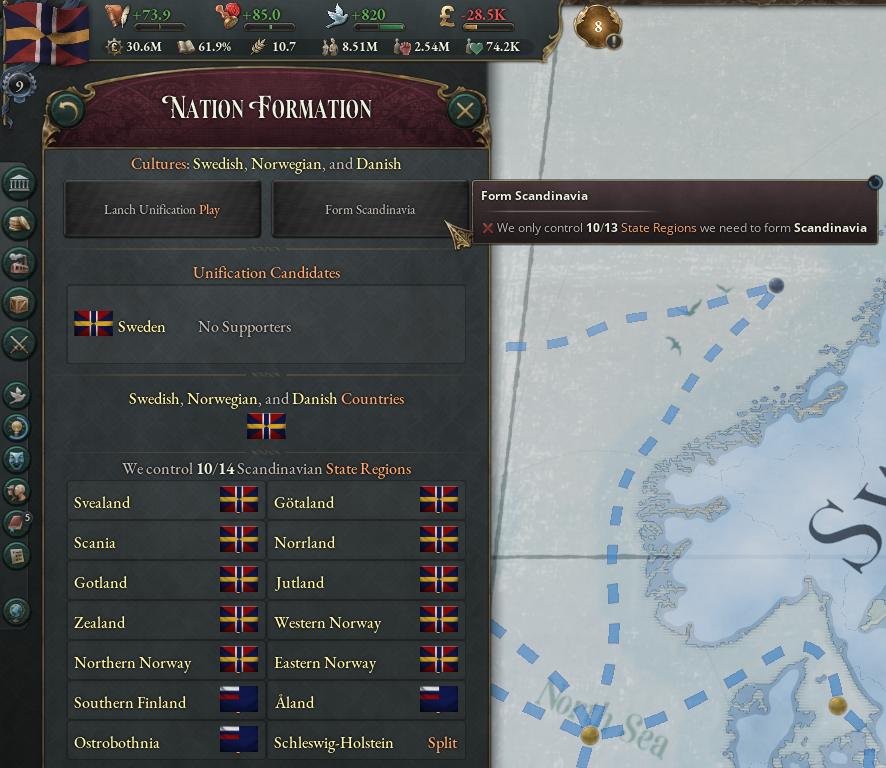 +73.9 +85.0 +820 -28.5K
30.6M 61.9% 10.7 8.51M 2.54M 74.2K
8
9
NATION FORMATION
Cultures: Swedish, Norwegian, and Danish
Lanch Unification Play
Form Scandinavia
Form Scandinavia
We only control 10/13 State Regions we need to form Scandinavia
Unification Candidates
Sweden No Supporters
Swedish, Norwegian, and Danish Countries
We control 10/14 Scandinavian State Regions
Svealand Götaland
Scania Norrland
Gotland Jutland
Zealand Western Norway
Northern Norway Eastern Norway
Southern Finland Åland
Ostrobothnia Schleswig-Holstein Split
5
North Sea